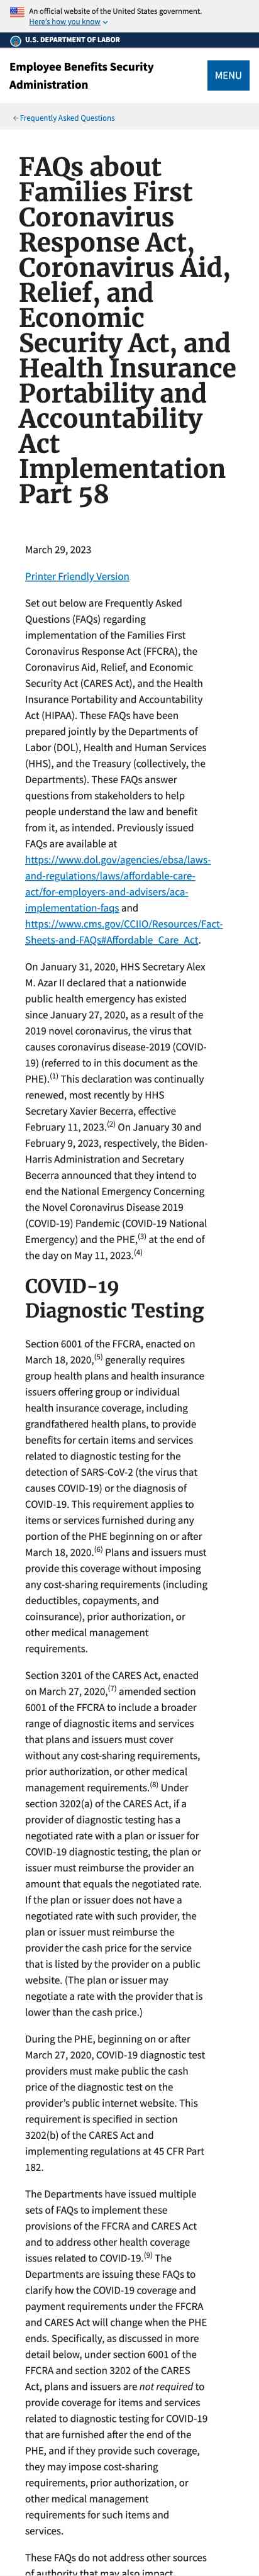 An official website of the United States government.
Here's how you know
U.S. DEPARTMENT OF LABOR
Employee Benefits Security
Administration
MENU
Frequently Asked Questions
FAQs about
Families First
Coronavirus
Response Act,
Coronavirus Aid,
Relief, and
Economic
Security Act, and
Health Insurance
Portability and
Accountability
Act
Implementation
Part 58
March 29, 2023
Printer Friendly Version
Set out below are Frequently Asked
Questions (FAQs) regarding
implementation of the Families First
Coronavirus Response Act (FFCRA), the
Coronavirus Aid, Relief, and Economic
Security Act (CARES Act), and the Health
Insurance Portability and Accountability
Act (HIPAA). These FAQs have been
prepared jointly by the Departments of
Labor (DOL), Health and Human Services
(HHS), and the Treasury (collectively, the
Departments). These FAQs answer
questions from stakeholders to help
people understand the law and benefit
from it, as intended. Previously issued
FAQs are available at
https://www.dol.gov/agencies/ebsa/laws-
and-regulations/laws/affordable-care-
act/for-employers-and-advisers/aca-
implementation-faqs and
https://www.cms.gov/CCIIO/Resources/Fact-
Sheets-and-FAQs#Affordable_Care_Act.
On January 31, 2020, HHS Secretary Alex
M. Azar II declared that a nationwide
public health emergency has existed
since January 27, 2020, as a result of the
2019 novel coronavirus, the virus that
causes coronavirus disease-2019 (COVID-
19) (referred to in this document as the
PHE).(1) This declaration was continually
renewed, most recently by HHS
Secretary Xavier Becerra, effective
February 11, 2023.(2) On January 30 and
February 9, 2023, respectively, the Biden-
Harris Administration and Secretary
Becerra announced that they intend to
end the National Emergency Concerning
the Novel Coronavirus Disease 2019
(COVID-19) Pandemic (COVID-19 National
Emergency) and the PHE,(3) at the end of
the day on May 11, 2023.(4)
COVID-19
Diagnostic Testing
Section 6001 of the FFCRA, enacted on
March 18, 2020,(5) generally requires
group health plans and health insurance
issuers offering group or individual
health insurance coverage, including
grandfathered health plans, to provide
benefits for certain items and services
related to diagnostic testing for the
detection of SARS-CoV-2 (the virus that
causes COVID-19) or the diagnosis of
COVID-19. This requirement applies to
items or services furnished during any
portion of the PHE beginning on or after
March 18, 2020.(6) Plans and issuers must
provide this coverage without imposing
any cost-sharing requirements (including
deductibles, copayments, and
coinsurance), prior authorization, or
other medical management
requirements.
Section 3201 of the CARES Act, enacted
on March 27, 2020,(7) amended section
6001 of the FFCRA to include a broader
range of diagnostic items and services
that plans and issuers must cover
without any cost-sharing requirements,
prior authorization, or other medical
management requirements.(8) Under
section 3202(a) of the CARES Act, if a
provider of diagnostic testing has a
negotiated rate with a plan or issuer for
COVID-19 diagnostic testing, the plan or
issuer must reimburse the provider an
amount that equals the negotiated rate.
If the plan or issuer does not have a
negotiated rate with such provider, the
plan or issuer must reimburse the
provider the cash price for the service
that is listed by the provider on a public
website. (The plan or issuer may
negotiate a rate with the provider that is
lower than the cash price.)
During the PHE, beginning on or after
March 27, 2020, COVID-19 diagnostic test
providers must make public the cash
price of the diagnostic test on the
provider's public internet website. This
requirement is specified in section
3202(b) of the CARES Act and
implementing regulations at 45 CFR Part
182.
The Departments have issued multiple
sets of FAQs to implement these
provisions of the FFCRA and CARES Act
and to address other health coverage
issues related to COVID-19.(9) The
Departments are issuing these FAQs to
clarify how the COVID-19 coverage and
payment requirements under the FFCRA
and CARES Act will change when the PHE
ends. Specifically, as discussed in more
detail below, under section 6001 of the
FFCRA and section 3202 of the CARES
Act, plans and issuers are not required to
provide coverage for items and services
related to diagnostic testing for COVID-19
that are furnished after the end of the
PHE, and if they provide such coverage,
they may impose cost-sharing
requirements, prior authorization, or
other medical management
requirements for such items and
services.
These FAQs do not address other sources
of authority that may also impact